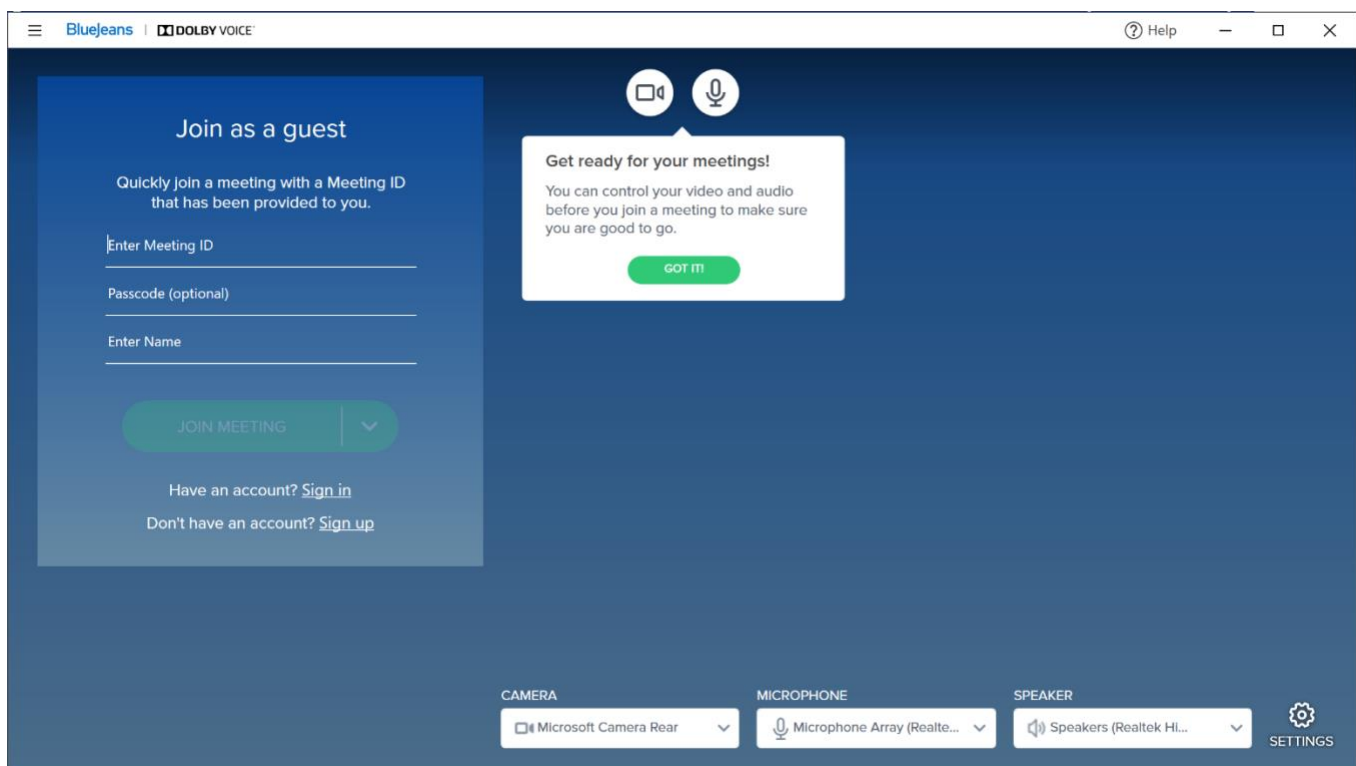 BlueJeans | DOLBY VOICE
Help
Join as a guest
Quickly join a meeting with a Meeting ID
that has been provided to you.
Enter Meeting ID
Passcode (optional)
Enter Name
JOIN MEETING
Have an account? Sign in
Don't have an account? Sign up
Get ready for your meetings!
You can control your video and audio
before you join a meeting to make sure
you are good to go.
GOT IT!
CAMERA
Microsoft Camera Rear
MICROPHONE
Microphone Array (Realte...
SPEAKER
Speakers (Realtek Hi...
SETTINGS